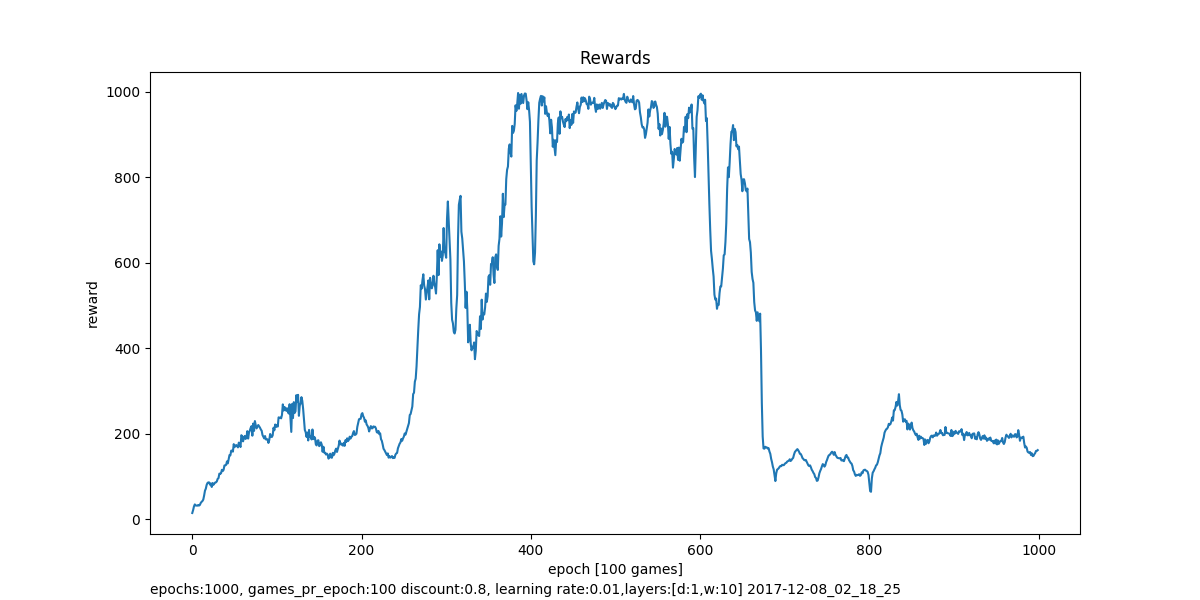 Rewards
1000
800
600
400
200
0
reward
0 200 400 600 800 1000
epoch [100 games]
epochs:1000, games_pr_epoch:100 discount:0.8, learning rate:0.01,layers:[d:1,w:10] 2017-12-08_02_18_25